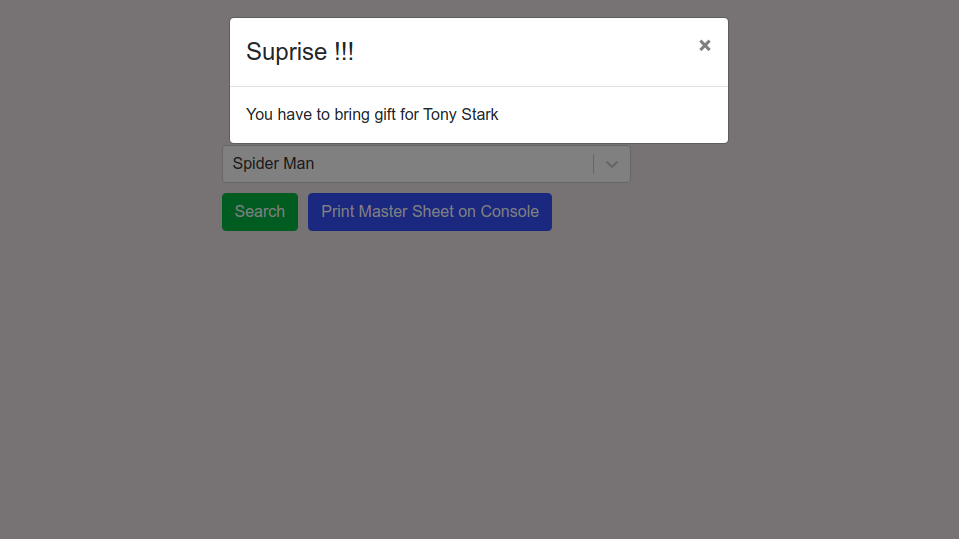 Suprise !!!
×
You have to bring gift for Tony Stark
Spider Man
Search
Print Master Sheet on Console